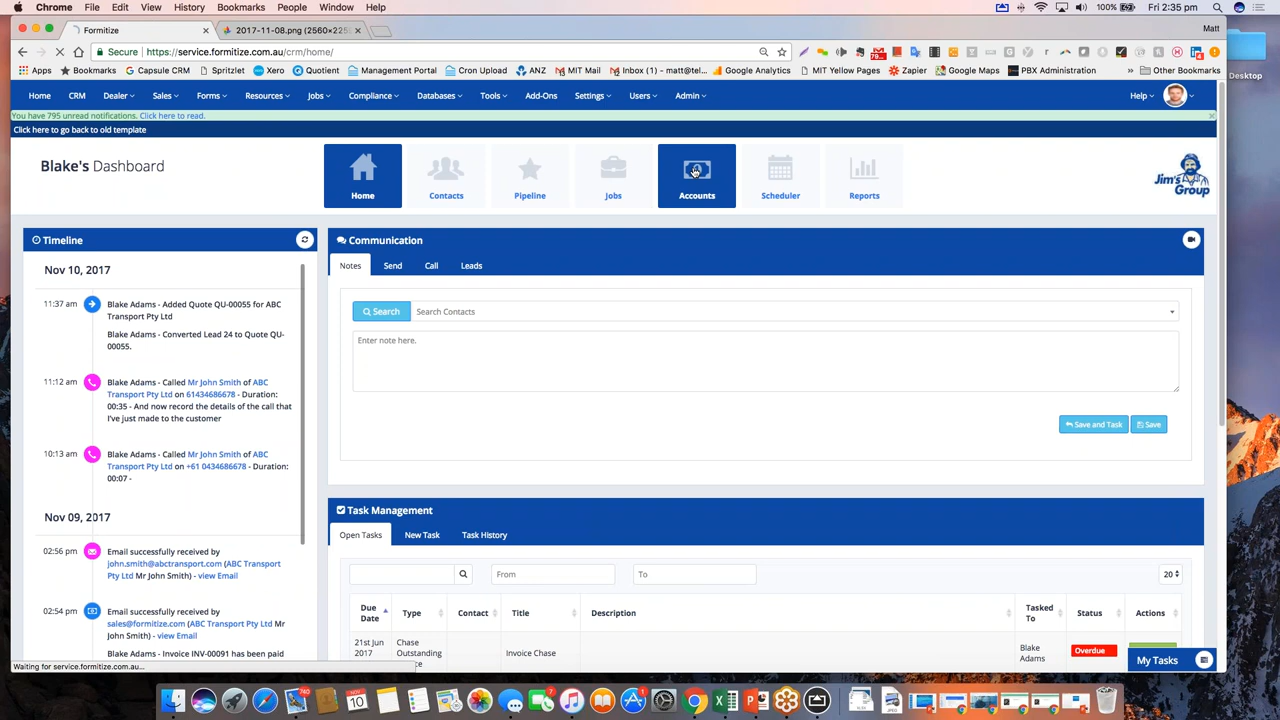 Chrome File Edit View History Bookmarks People Window Help 100% Fri 2:35 pm
Formitize 2017-11-08.png (2560×225 Matt
Secure https://service.formitize.com.au/crm/home/
Apps Bookmarks Capsule CRM Spritzlet Xero Quotient Management Portal Cron Upload ANZ MIT Mail Inbox (1) - matt@tel... Google Analytics MIT Yellow Pages Zapier Google Maps PBX Administration » Other Bookmarks
Desktop
Home CRM Dealer Sales Forms Resources Jobs Compliance Databases Tools Add-Ons Settings Users Admin Help
You have 795 unread notifications. Click here to read.
Click here to go back to old template
Blake's Dashboard
Home Contacts Pipeline Jobs Accounts Scheduler Reports
Jim's Group
Timeline
Nov 10, 2017
11:37 am Blake Adams - Added Quote QU-00055 for ABC
Transport Pty Ltd
Blake Adams - Converted Lead 24 to Quote QU-
00055.
11:12 am Blake Adams - Called Mr John Smith of ABC
Transport Pty Ltd on 61434686678 - Duration:
00:35 - And now record the details of the call that
I've just made to the customer
10:13 am Blake Adams - Called Mr John Smith of ABC
Transport Pty Ltd on +61 0434686678 - Duration:
00:07 -
Nov 09, 2017
02:56 pm Email successfully received by
john.smith@abctransport.com (ABC Transport
Pty Ltd Mr John Smith) - view Email
02:54 pm Email successfully received by
sales@formitize.com (ABC Transport Pty Ltd Mr
John Smith) - view Email
Blake Adams - Invoice INV-00091 has been paid
Waiting for service.formitize.com.au...
Communication
Notes Send Call Leads
Search Search Contacts
Enter note here.
Save and Task Save
Task Management
Open Tasks New Task Task History
From To 20
Due
Date Type Contact Title Description Tasked
To Status Actions
21st Jun
2017 Chase
Outstanding Invoice Chase Blake
Adams Overdue
My Tasks